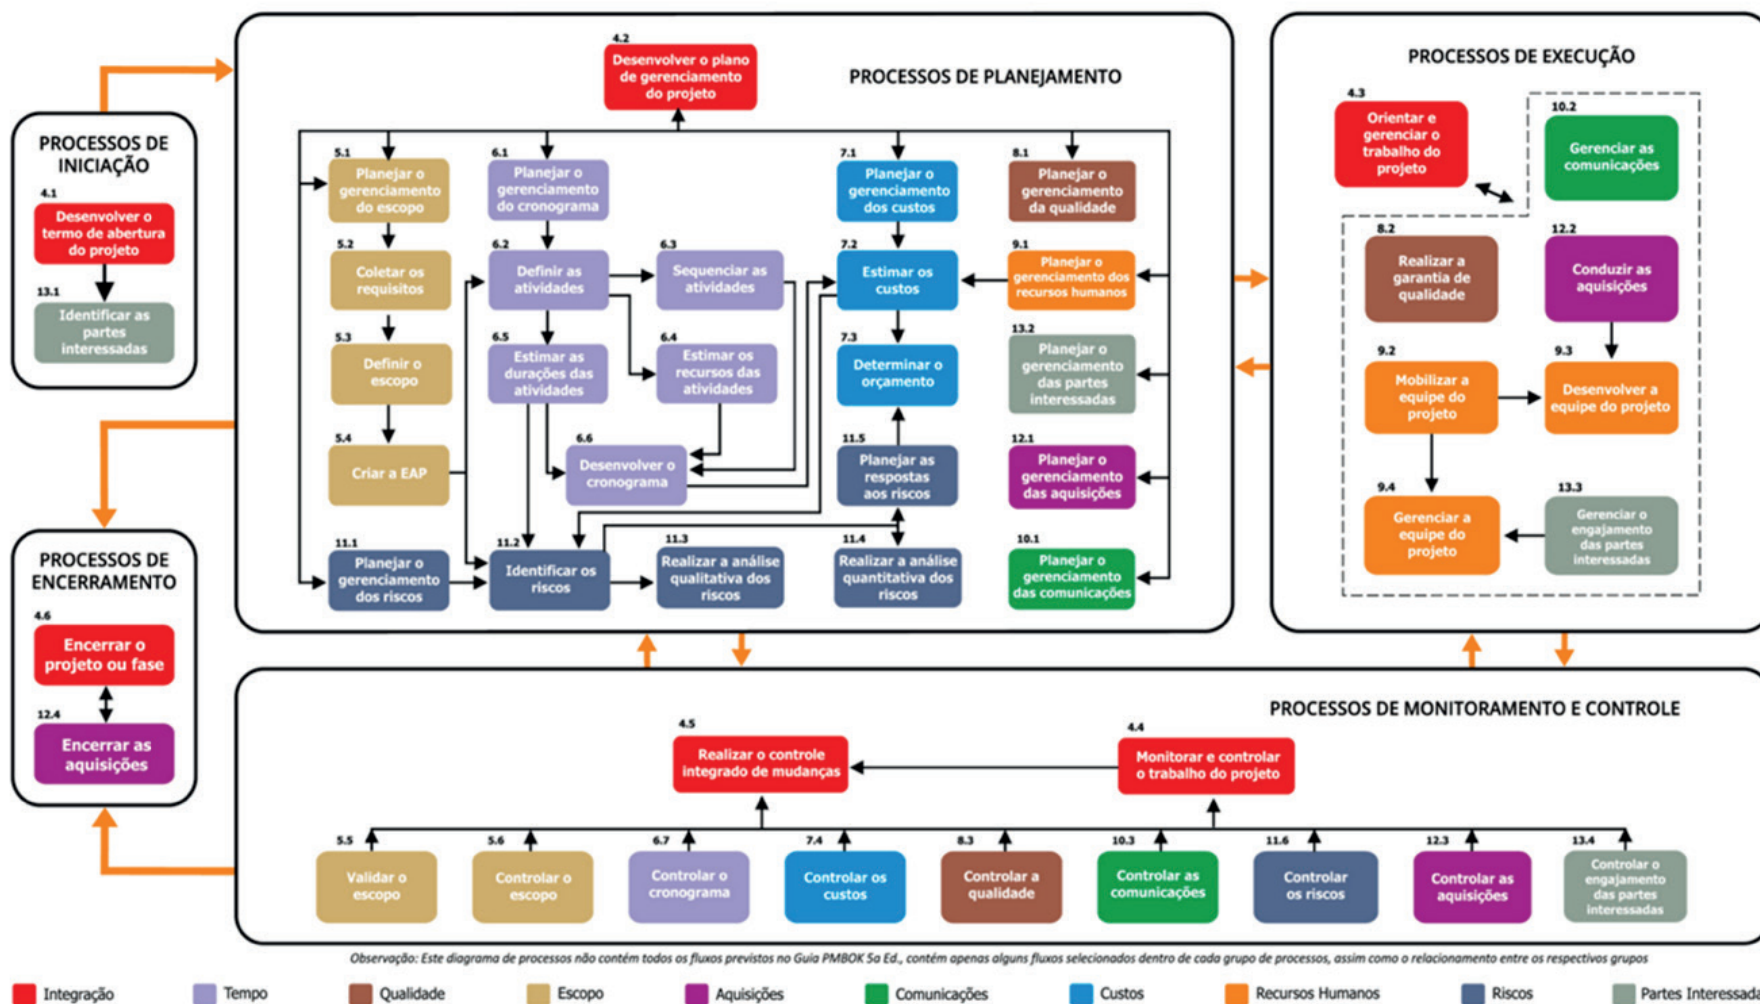 PROCESSOS DE
INICIAÇÃO
4.1
Desenvolver o
termo de abertura
do projeto
13.1
Identificar as
partes
interessadas
PROCESSOS DE
ENCERRAMENTO
4.6
Encerrar o
projeto ou fase
12.4
Encerrar as
aquisições
PROCESSOS DE PLANEJAMENTO
4.2
Desenvolver o plano
de gerenciamento
do projeto
5.1
Planejar o
gerenciamento
do escopo
6.1
Planejar o
gerenciamento
do cronograma
7.1
Planejar o
gerenciamento
dos custos
8.1
Planejar o
gerenciamento
da qualidade
5.2
Coletar os
requisitos
6.2
Definir as
atividades
6.3
Sequenciar as
atividades
7.2
Estimar os
custos
9.1
Planejar o
gerenciamento dos
recursos humanos
5.3
Definir o
escopo
6.5
Estimar as
durações das
atividades
6.4
Estimar os
recursos das
atividades
7.3
Determinar o
orçamento
13.2
Planejar o
gerenciamento
das partes
interessadas
5.4
Criar a EAP
6.6
Desenvolver o
cronograma
11.5
Planejar as
respostas
aos riscos
12.1
Planejar o
gerenciamento
das aquisições
11.1
Planejar o
gerenciamento
dos riscos
11.2
Identificar os
riscos
11.3
Realizar a análise
qualitativa dos
riscos
11.4
Realizar a análise
quantitativa dos
riscos
10.1
Planejar o
gerenciamento
das comunicações
PROCESSOS DE EXECUÇÃO
4.3
Orientar e
gerenciar o
trabalho do
projeto
10.2
Gerenciar as
comunicações
8.2
Realizar a
garantia de
qualidade
12.2
Conduzir as
aquisições
9.2
Mobilizar a
equipe do
projeto
9.3
Desenvolver a
equipe do projeto
9.4
Gerenciar a
equipe do
projeto
13.3
Gerenciar o
engajamento
das partes
interessadas
PROCESSOS DE MONITORAMENTO E CONTROLE
4.5
Realizar o controle
integrado de mudanças
4.4
Monitorar e controlar
o trabalho do projeto
5.5
Validar o
escopo
5.6
Controlar o
escopo
6.7
Controlar o
cronograma
7.4
Controlar os
custos
8.3
Controlar a
qualidade
10.3
Controlar as
comunicações
11.6
Controlar
os riscos
12.3
Controlar as
aquisições
13.4
Controlar o
engajamento
das partes
interessadas
Observação: Este diagrama de processos não contém todos os fluxos previstos no Guia PMBOK 5a Ed., contém apenas alguns fluxos selecionados dentro de cada grupo de processos, assim como o relacionamento entre os respectivos grupos
Integração
Tempo
Qualidade
Escopo
Aquisições
Comunicações
Custos
Recursos Humanos
Riscos
Partes Interessada